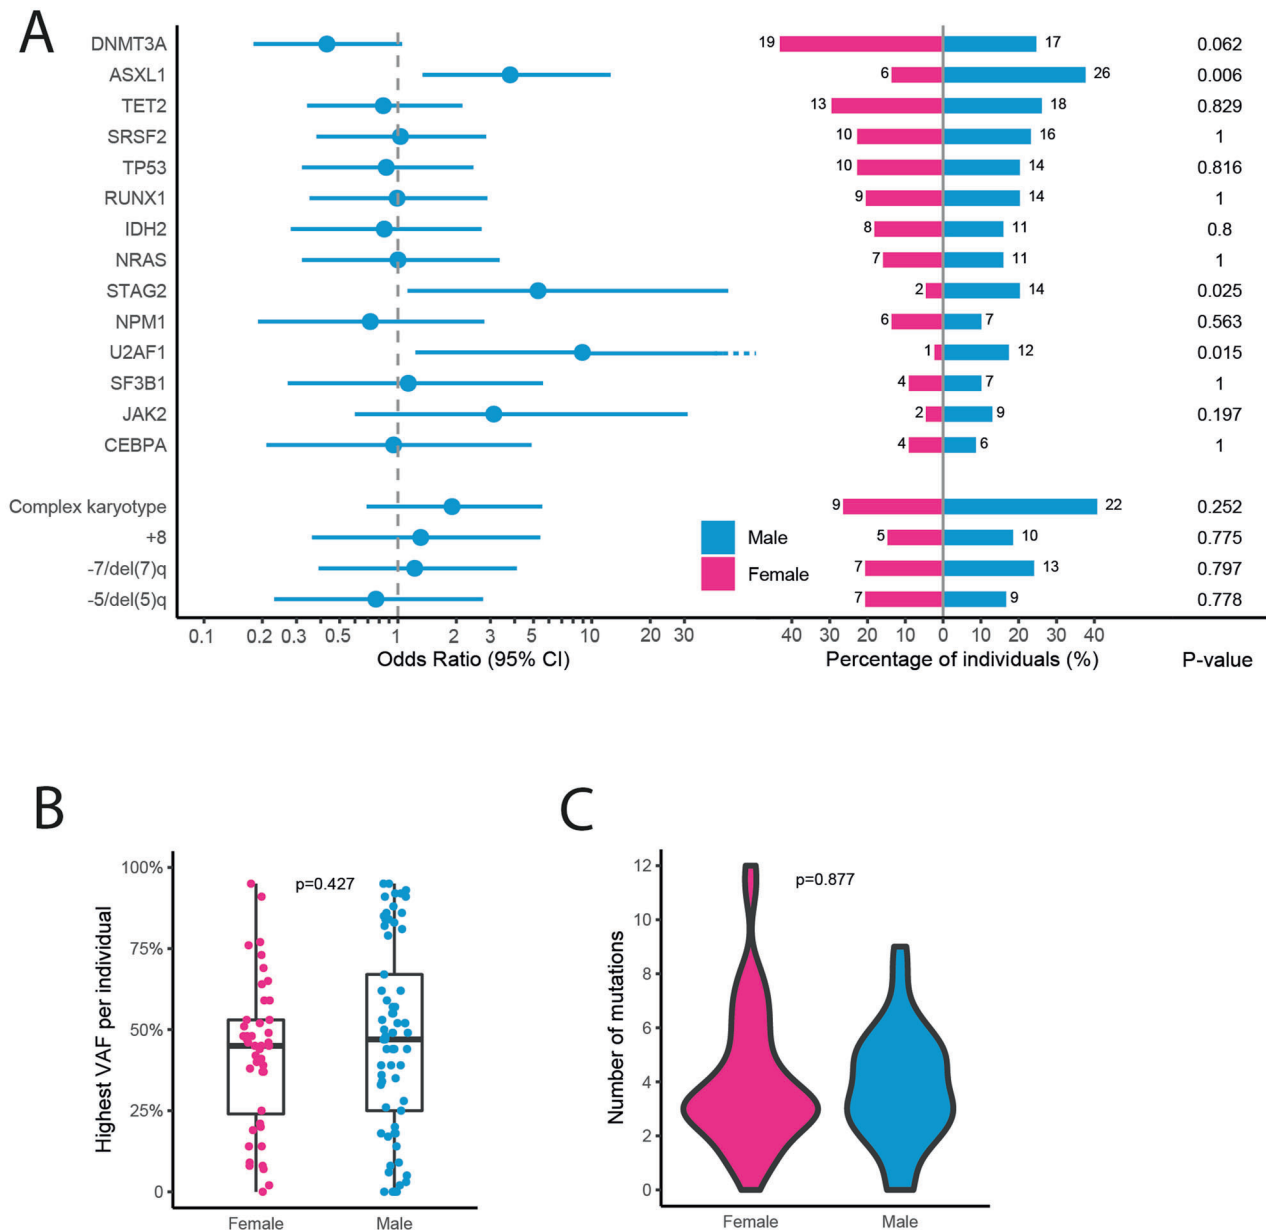 A
DNMT3A 19 17 0.062
ASXL1 6 26 0.006
TET2 13 18 0.829
SRSF2 10 16 1
TP53 10 14 0.816
RUNX1 9 14 1
IDH2 8 11 0.8
NRAS 7 11 1
STAG2 2 14 0.025
NPM1 6 7 0.563
U2AF1 1 12 0.015
SF3B1 4 7 1
JAK2 2 9 0.197
CEBPA 4 6 1
Complex karyotype 9 22 0.252
+8 5 10 0.775
-7/del(7)q 7 13 0.797
-5/del(5)q 7 9 0.778
Male
Female
0.1 0.2 0.3 0.5 1 2 3 5 10 20 30 40 30 20 10 0 10 20 30 40
Odds Ratio (95% CI) Percentage of individuals (%) P-value
B
Highest VAF per individual
100%
75%
50%
25%
0
p=0.427
Female Male
C
Number of mutations
12
10
8
6
4
2
0
p=0.877
Female Male